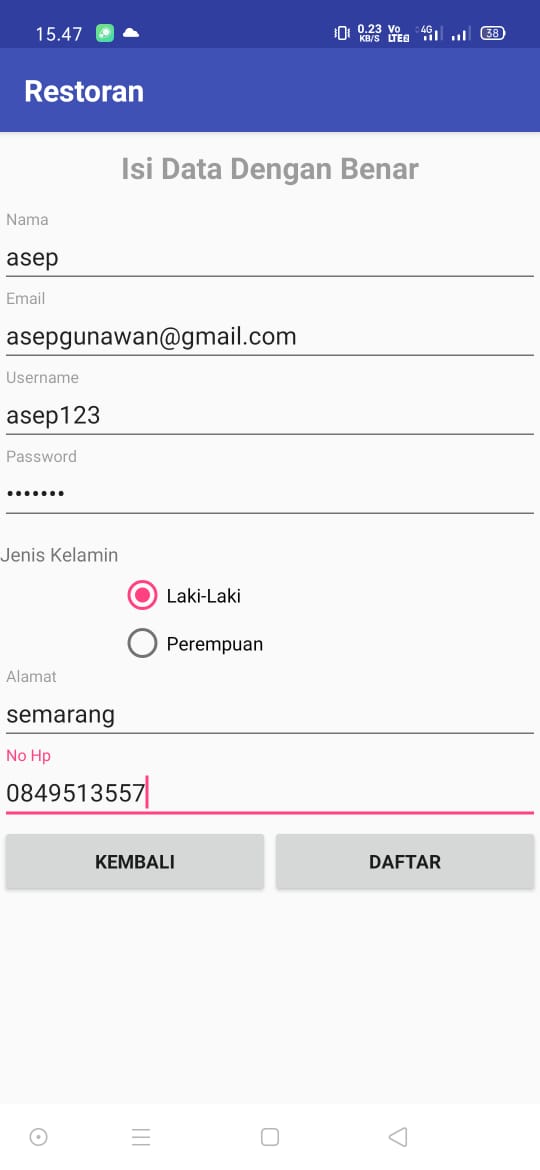 15.47 0.23 KB/S Vo LTE 4G 38
Restoran
Isi Data Dengan Benar
Nama
asep
Email
asepgunawan@gmail.com
Username
asep123
Password
•••••••
Jenis Kelamin
Laki-Laki
Perempuan
Alamat
semarang
No Hp
0849513557
KEMBALI DAFTAR